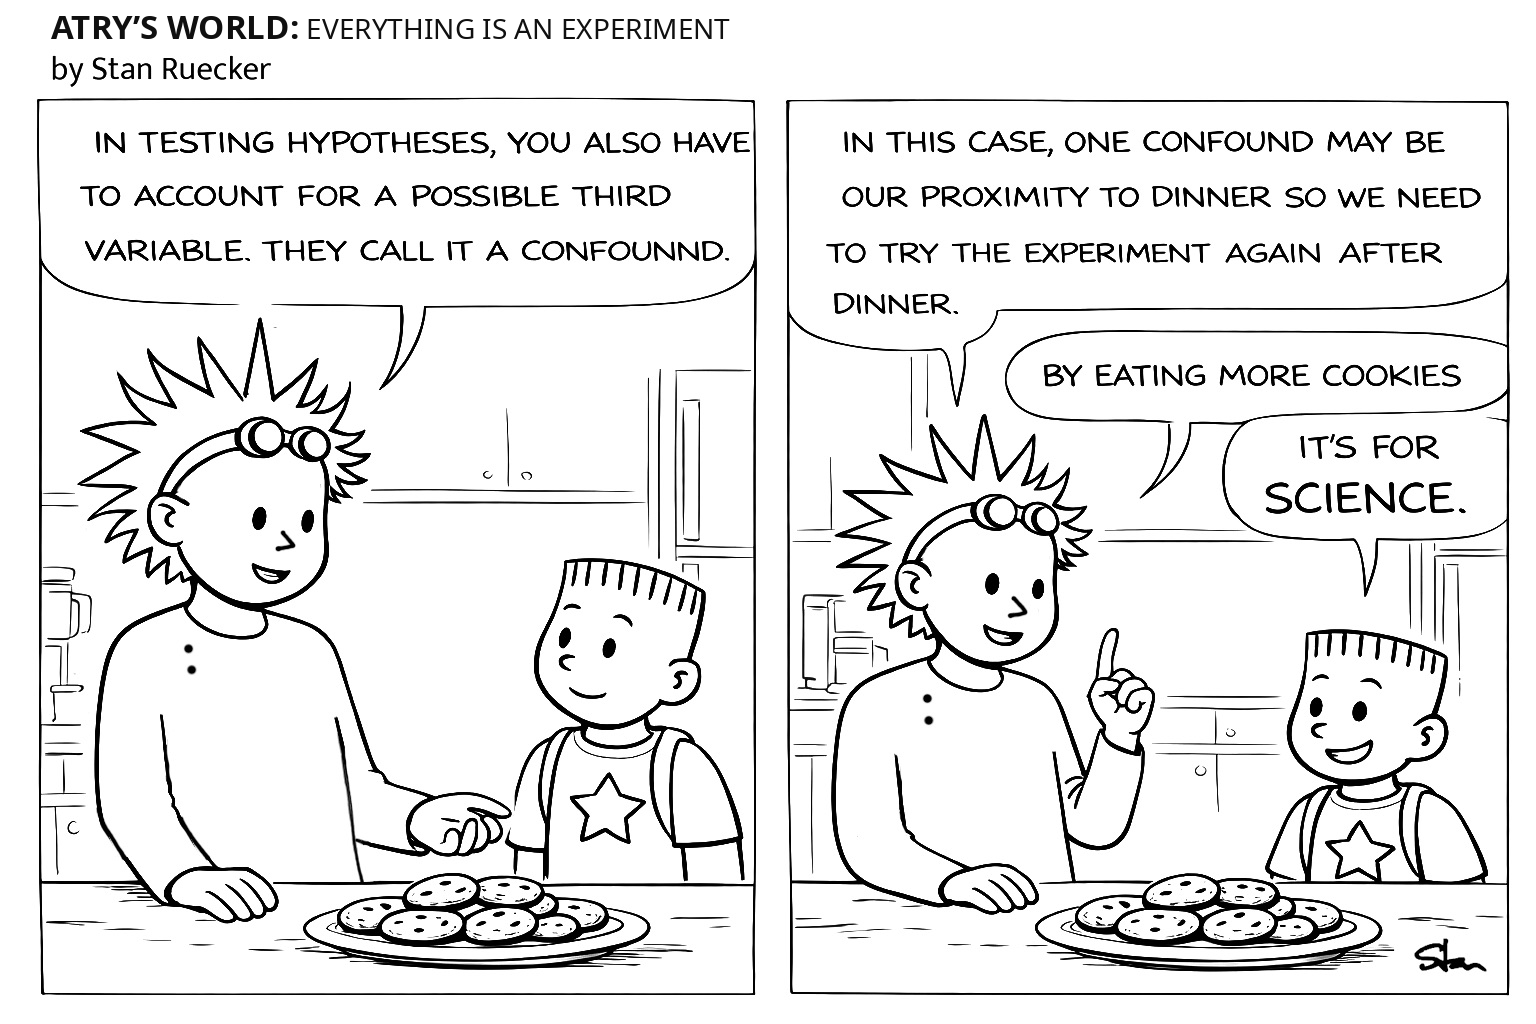 ATRY'S WORLD: EVERYTHING IS AN EXPERIMENT
by Stan Ruecker
IN TESTING HYPOTHESES, YOU ALSO HAVE
TO ACCOUNT FOR A POSSIBLE THIRD
VARIABLE. THEY CALL IT A CONFOUNND.
IN THIS CASE, ONE CONFOUND MAY BE
OUR PROXIMITY TO DINNER SO WE NEED
TO TRY THE EXPERIMENT AGAIN AFTER
DINNER.
BY EATING MORE COOKIES
IT'S FOR
SCIENCE.
Stan